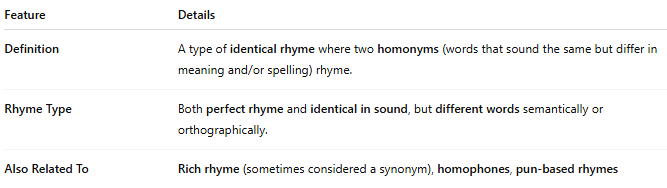 Feature Details
Definition A type of identical rhyme where two homonyms (words that sound the same but differ in
meaning and/or spelling) rhyme.
Rhyme Type Both perfect rhyme and identical in sound, but different words semantically or
orthographically.
Also Related To Rich rhyme (sometimes considered a synonym), homophones, pun-based rhymes